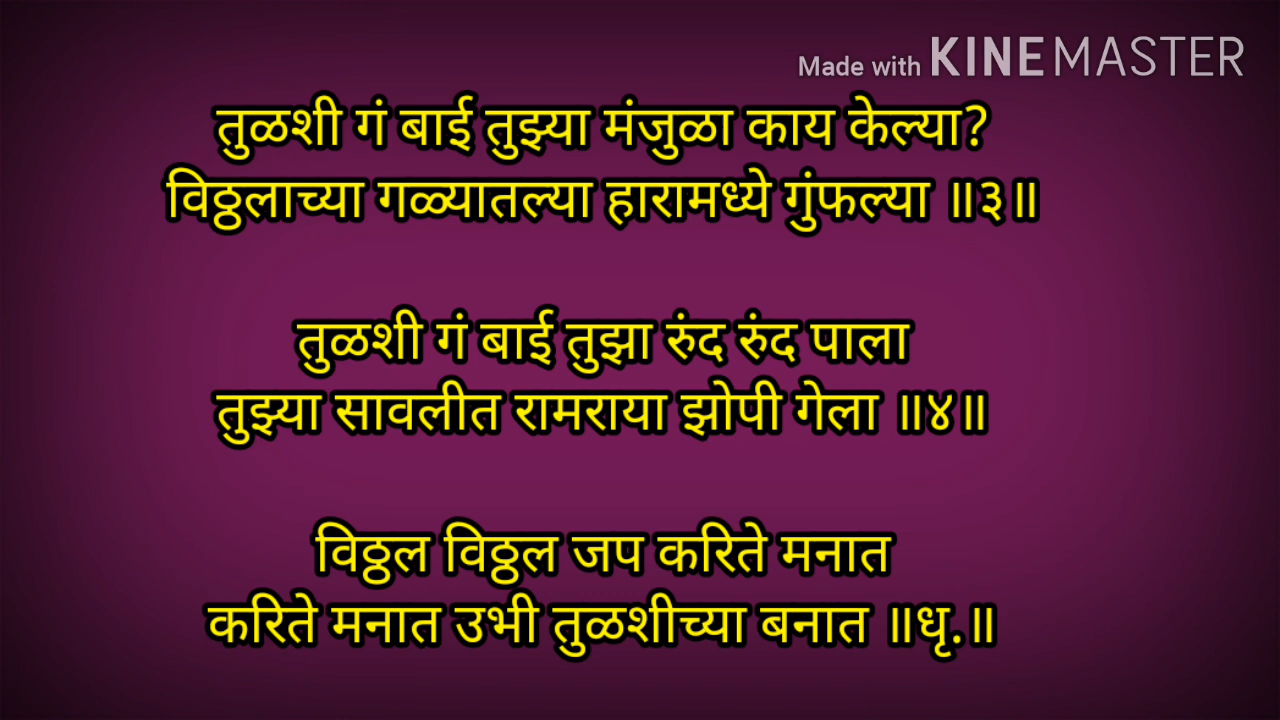 Made with KINEMASTER
तुळशी गं बाई तुझ्या मंजुळा काय केल्या?
विठ्ठलाच्या गळ्यातल्या हारामध्ये गुंफल्या ॥३॥
तुळशी गं बाई तुझा रुंद रुंद पाला
तुझ्या सावलीत रामराया झोपी गेला ॥४॥
विठ्ठल विठ्ठल जप करिते मनात
करिते मनात उभी तुळशीच्या बनात ॥धृ.॥